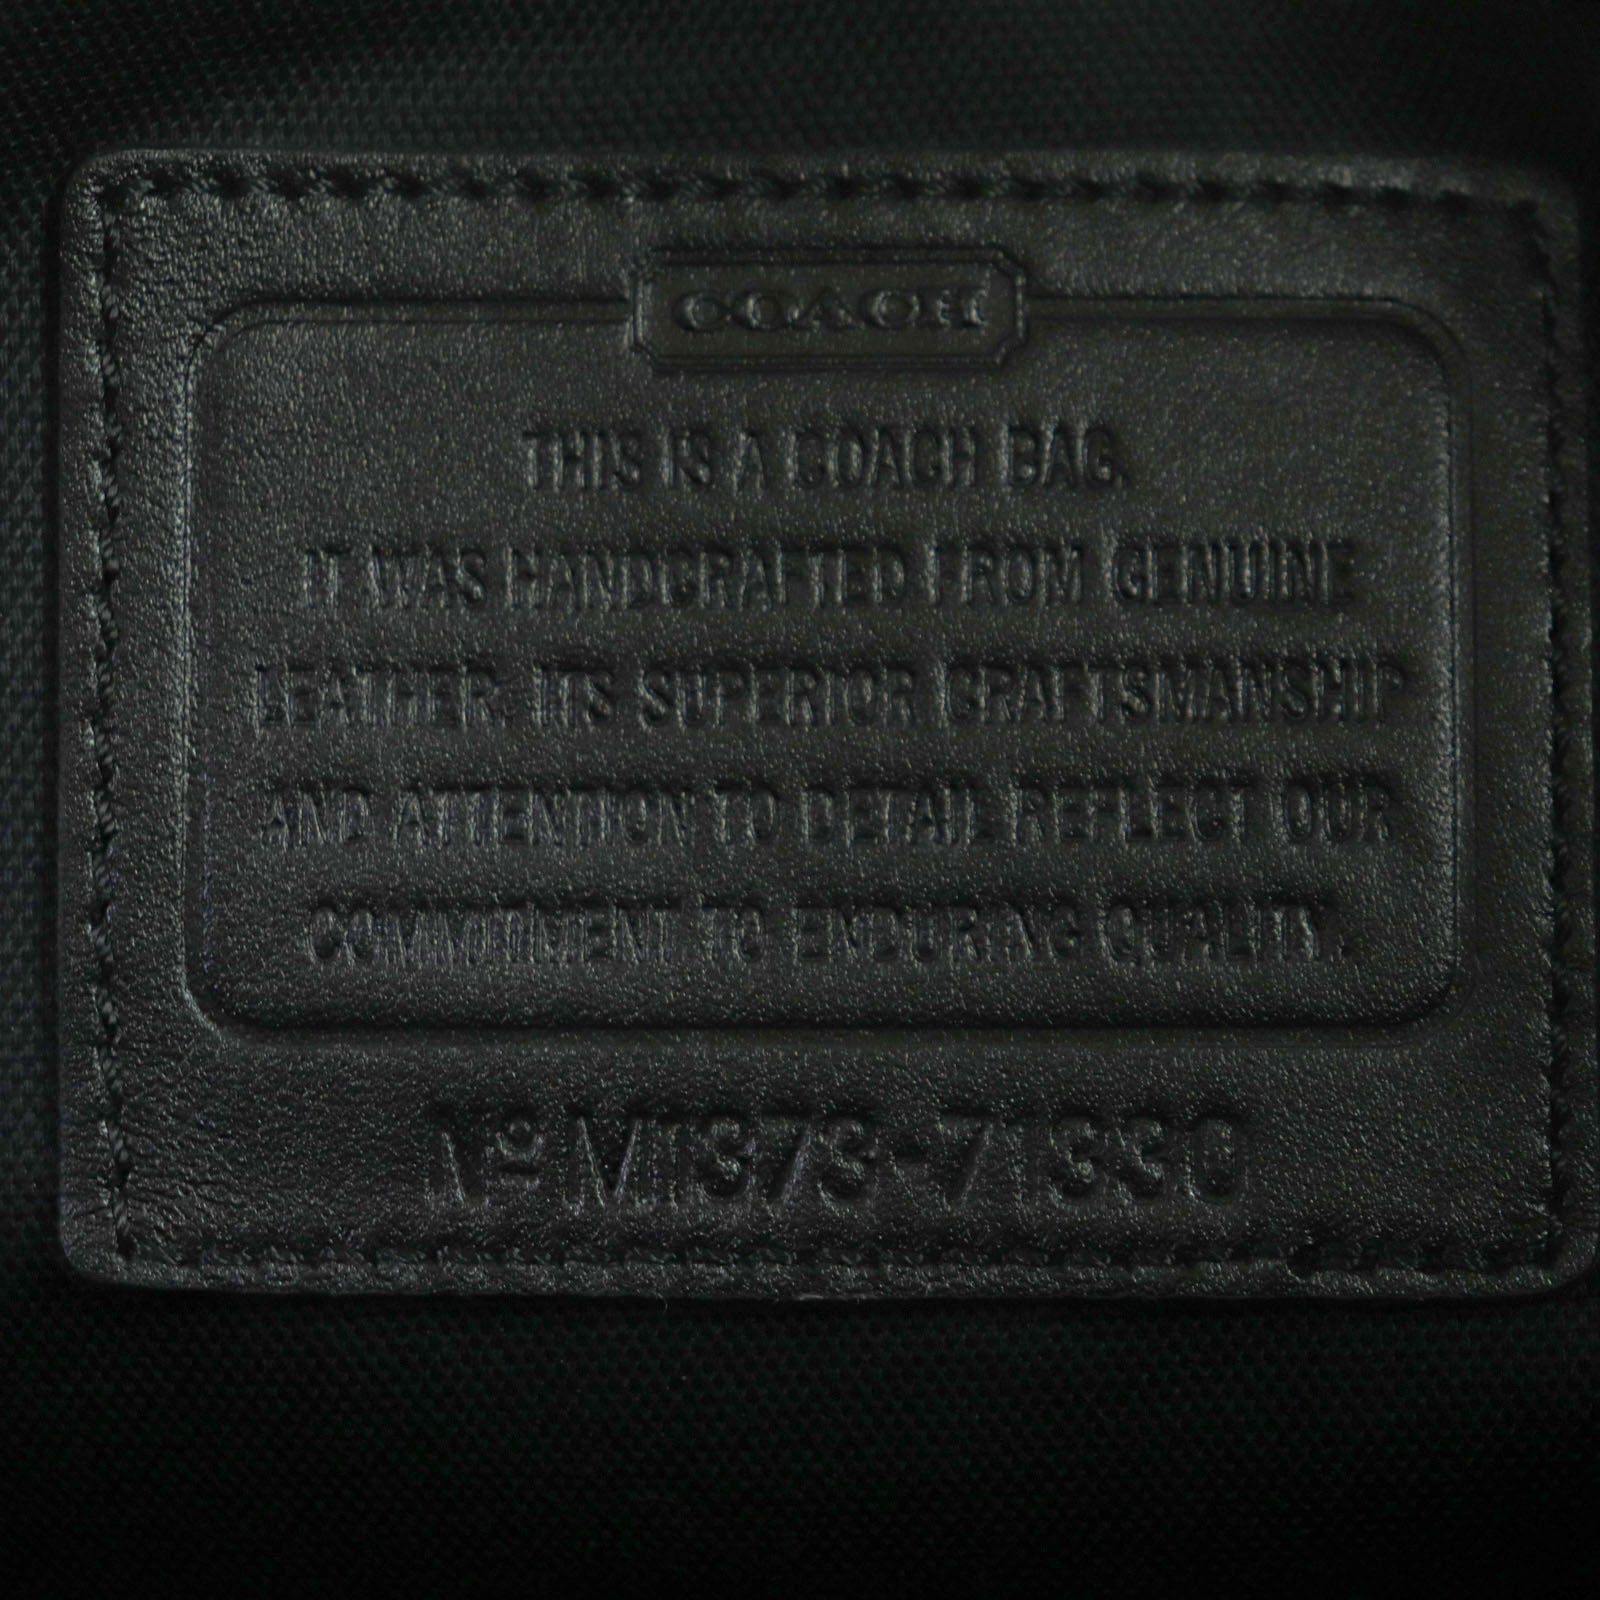 COACH
THIS IS A COACH BAG.
IT WAS HANDCRAFTED FROM GENUINE
LEATHER. ITS SUPERIOR CRAFTSMANSHIP
AND ATTENTION TO DETAIL REFLECT OUR
COMMITMENT TO ENDURING QUALITY.
Nº M1373-71330